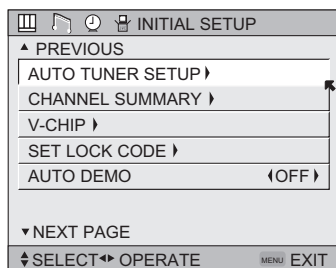 INITIAL SETUP
PREVIOUS
AUTO TUNER SETUP
CHANNEL SUMMARY
V-CHIP
SET LOCK CODE
AUTO DEMO OFF
NEXT PAGE
SELECT OPERATE MENU EXIT